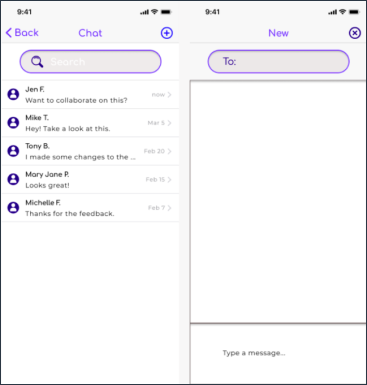 9:41
Back
Chat
Search
Jen F.
Want to collaborate on this?
now
Mike T.
Hey! Take a look at this.
Mar 5
Tony B.
I made some changes to the ...
Feb 20
Mary Jane P.
Looks great!
Feb 15
Michelle F.
Thanks for the feedback.
Feb 7
9:41
New
To:
Type a message...